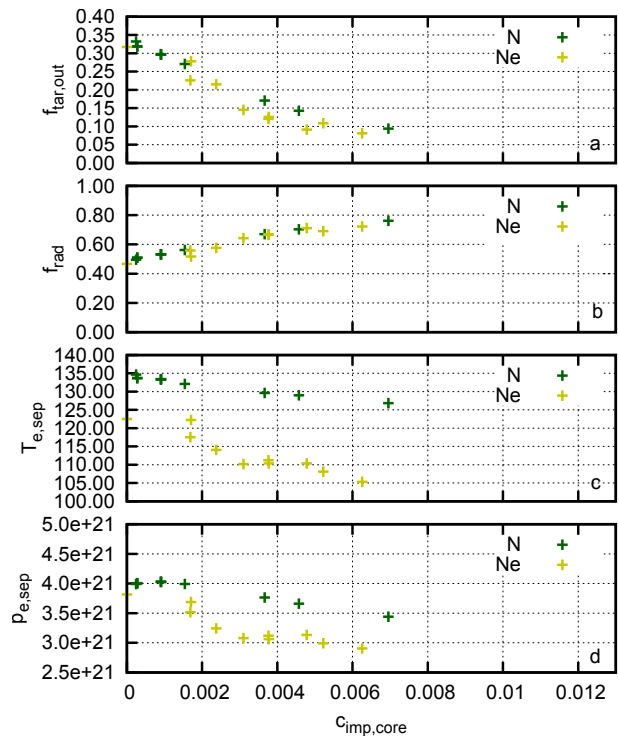 0.40
0.35
0.30
0.25
0.20
0.15
0.10
0.05
0.00
f_tar,out
N
Ne
a
1.00
0.80
0.60
0.40
0.20
0.00
f_rad
N
Ne
b
140.00
135.00
130.00
125.00
120.00
115.00
110.00
105.00
100.00
T_e,sep
N
Ne
c
5.0e+21
4.5e+21
4.0e+21
3.5e+21
3.0e+21
2.5e+21
p_e,sep
N
Ne
d
0 0.002 0.004 0.006 0.008 0.01 0.012
c_imp,core